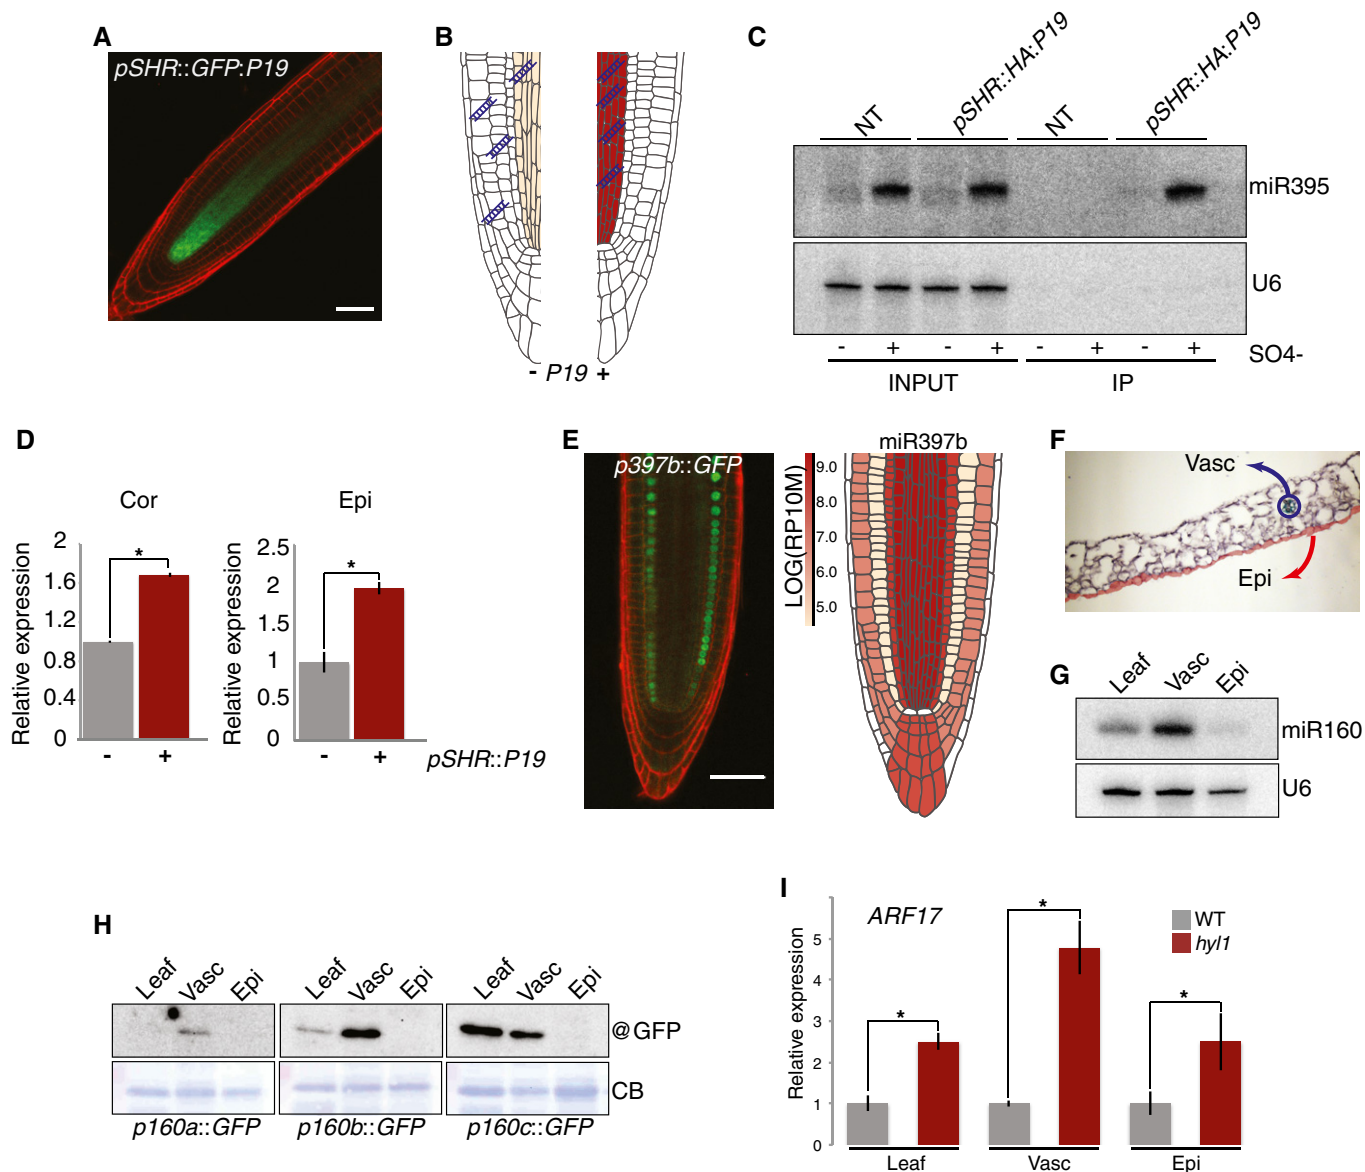 A
pSHR::GFP:P19
B
- P19 +
C
NT
pSHR::HA:P19
NT
pSHR::HA:P19
miR395
U6
- + - + - + - +
SO4-
INPUT
IP
D
Cor
Relative expression
2
1.6
1.2
0.8
0.4
0
*
- +
Epi
Relative expression
2.5
2
1.5
1
0.5
0
*
- +
pSHR::P19
E
p397b::GFP
LOG(RP10M)
9.0
8.0
7.0
6.0
5.0
miR397b
F
Vasc
Epi
G
Leaf
Vasc
Epi
miR160
U6
H
Leaf
Vasc
Epi
Leaf
Vasc
Epi
Leaf
Vasc
Epi
@GFP
CB
p160a::GFP
p160b::GFP
p160c::GFP
I
ARF17
WT
hyl1
Relative expression
5
4
3
2
1
0
*
*
*
Leaf
Vasc
Epi